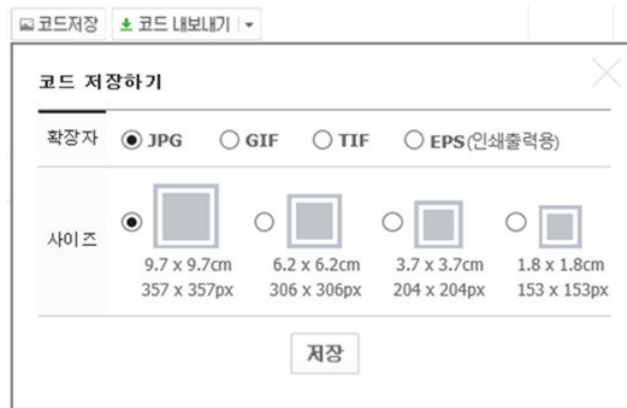 코드저장 코드 내보내기
코드 저장하기
확장자 JPG GIF TIF EPS(인쇄출력용)
사이즈
9.7 x 9.7cm 6.2 x 6.2cm 3.7 x 3.7cm 1.8 x 1.8cm
357 x 357px 306 x 306px 204 x 204px 153 x 153px
저장